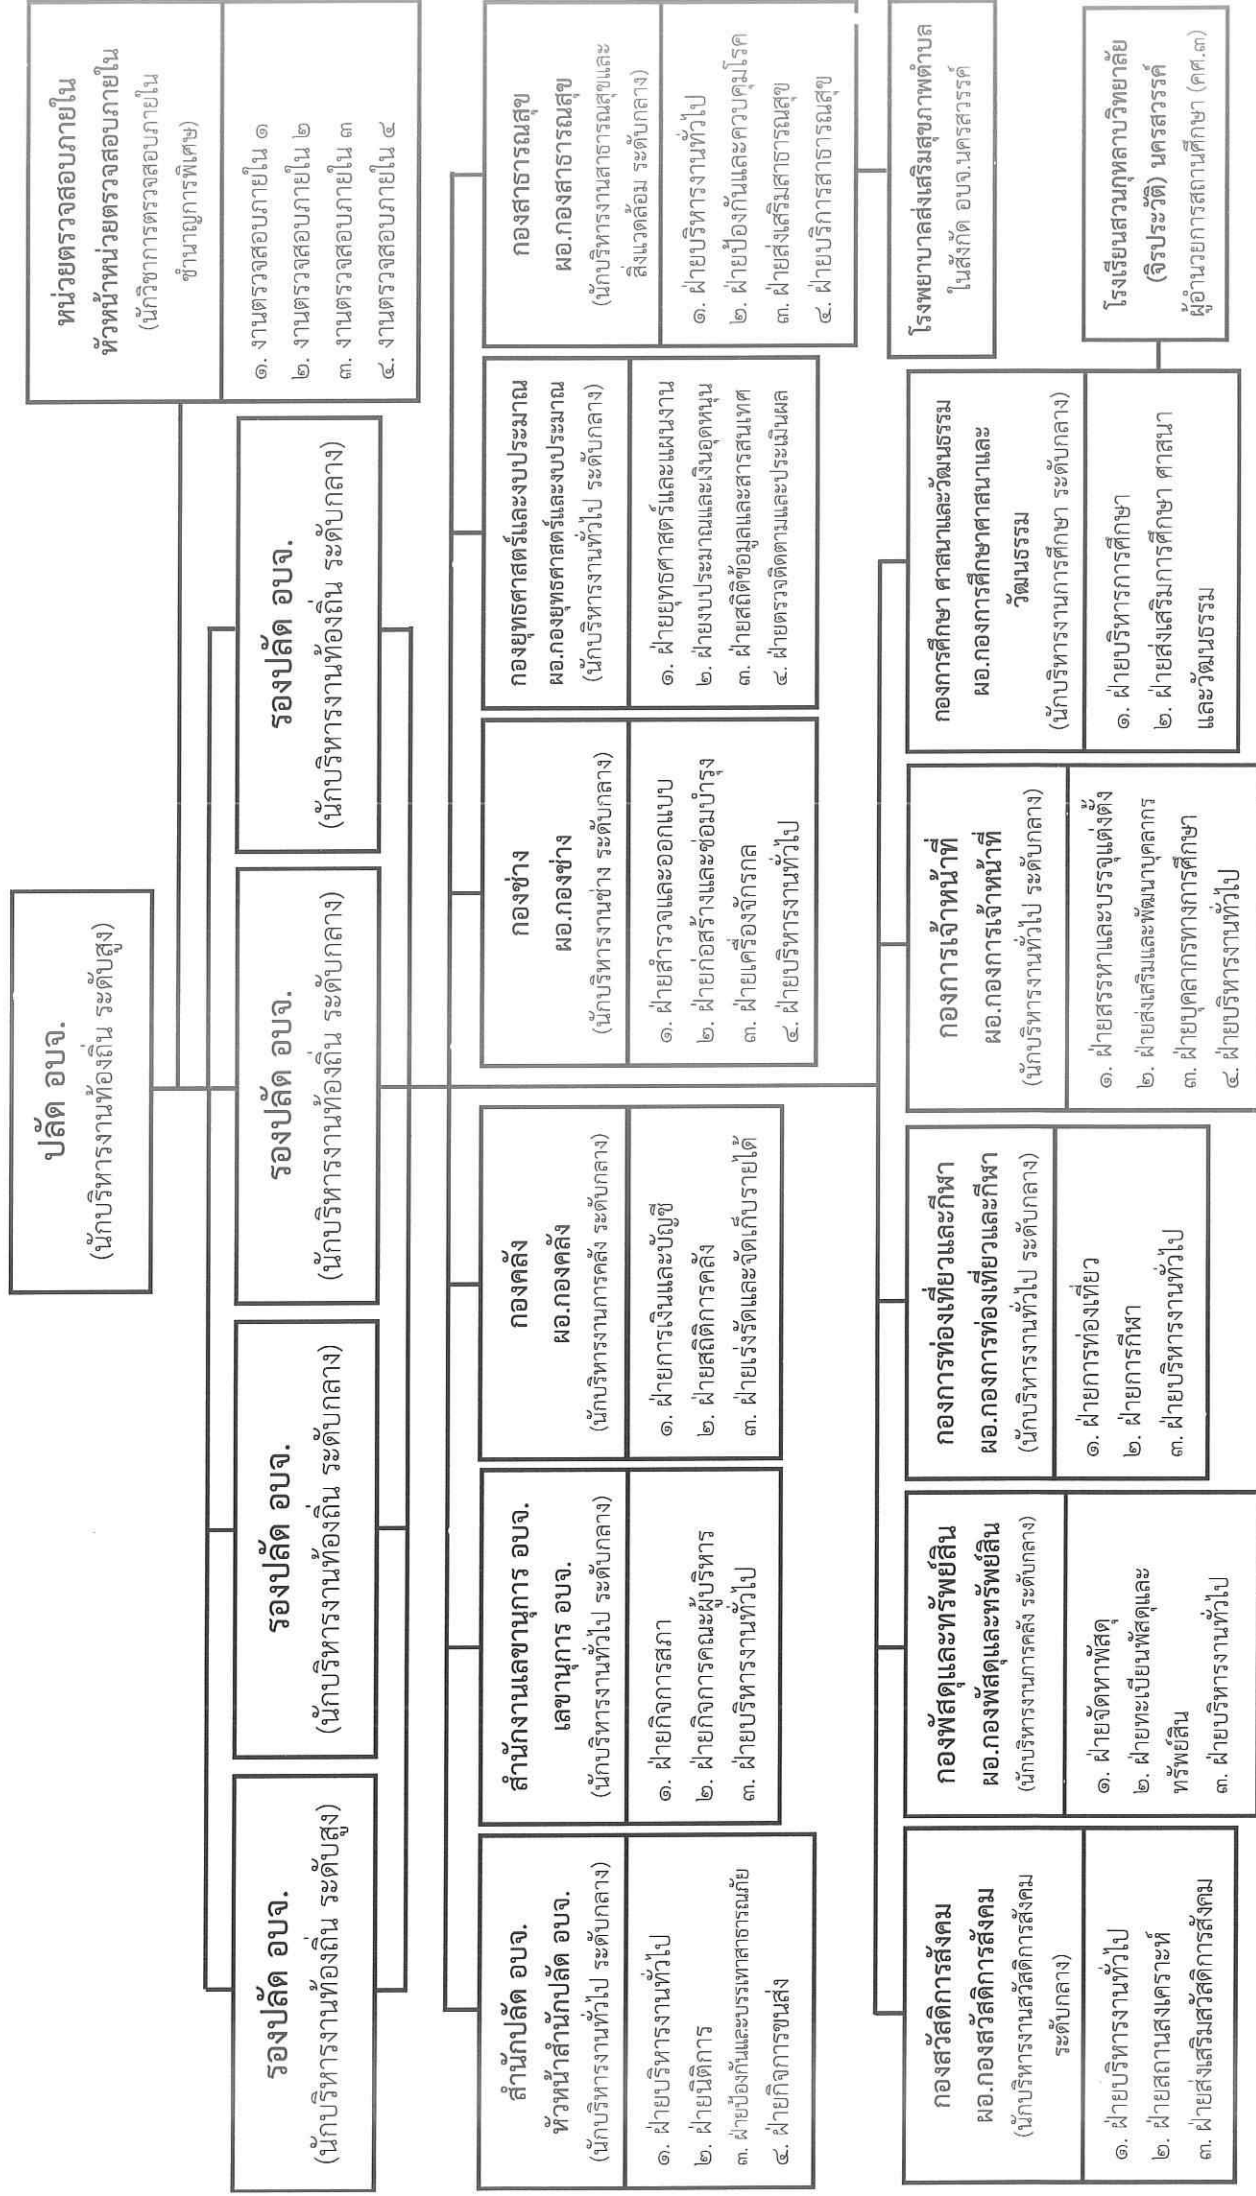 ปลัด อบจ.
(นักบริหารงานท้องถิ่น ระดับสูง)
หน่วยตรวจสอบภายใน
หัวหน้าหน่วยตรวจสอบภายใน
(นักวิชาการตรวจสอบภายใน
ชำนาญการพิเศษ)
๑. งานตรวจสอบภายใน ๑
๒. งานตรวจสอบภายใน ๒
๓. งานตรวจสอบภายใน ๓
๔. งานตรวจสอบภายใน ๔
รองปลัด อบจ.
(นักบริหารงานท้องถิ่น ระดับสูง)
รองปลัด อบจ.
(นักบริหารงานท้องถิ่น ระดับกลาง)
รองปลัด อบจ.
(นักบริหารงานท้องถิ่น ระดับกลาง)
รองปลัด อบจ.
(นักบริหารงานท้องถิ่น ระดับกลาง)
สำนักปลัด อบจ.
หัวหน้าสำนักปลัด อบจ.
(นักบริหารงานทั่วไป ระดับกลาง)
๑. ฝ่ายบริหารงานทั่วไป
๒. ฝ่ายนิติการ
๓. ฝ่ายป้องกันและบรรเทาสาธารณภัย
๔. ฝ่ายกิจการขนส่ง
สำนักงานเลขานุการ อบจ.
เลขานุการ อบจ.
(นักบริหารงานทั่วไป ระดับกลาง)
๑. ฝ่ายกิจการสภา
๒. ฝ่ายกิจการคณะผู้บริหาร
๓. ฝ่ายบริหารงานทั่วไป
กองคลัง
ผอ.กองคลัง
(นักบริหารงานการคลัง ระดับกลาง)
๑. ฝ่ายการเงินและบัญชี
๒. ฝ่ายสถิติการคลัง
๓. ฝ่ายเร่งรัดและจัดเก็บรายได้
กองช่าง
ผอ.กองช่าง
(นักบริหารงานช่าง ระดับกลาง)
๑. ฝ่ายสำรวจและออกแบบ
๒. ฝ่ายก่อสร้างและซ่อมบำรุง
๓. ฝ่ายเครื่องจักรกล
๔. ฝ่ายบริหารงานทั่วไป
กองยุทธศาสตร์และงบประมาณ
ผอ.กองยุทธศาสตร์และงบประมาณ
(นักบริหารงานทั่วไป ระดับกลาง)
๑. ฝ่ายยุทธศาสตร์และแผนงาน
๒. ฝ่ายงบประมาณและเงินอุดหนุน
๓. ฝ่ายสถิติข้อมูลและสารสนเทศ
๔. ฝ่ายตรวจติดตามและประเมินผล
กองสาธารณสุข
ผอ.กองสาธารณสุข
(นักบริหารงานสาธารณสุขและ
สิ่งแวดล้อม ระดับกลาง)
๑. ฝ่ายบริหารงานทั่วไป
๒. ฝ่ายป้องกันและควบคุมโรค
๓. ฝ่ายส่งเสริมสาธารณสุข
๔. ฝ่ายบริการสาธารณสุข
โรงพยาบาลส่งเสริมสุขภาพตำบล
ในสังกัด อบจ.นครสวรรค์
กองสวัสดิการสังคม
ผอ.กองสวัสดิการสังคม
(นักบริหารงานสวัสดิการสังคม
ระดับกลาง)
๑. ฝ่ายบริหารงานทั่วไป
๒. ฝ่ายสถานสงเคราะห์
๓. ฝ่ายส่งเสริมสวัสดิการสังคม
กองพัสดุและทรัพย์สิน
ผอ.กองพัสดุและทรัพย์สิน
(นักบริหารงานการคลัง ระดับกลาง)
๑. ฝ่ายจัดหาพัสดุ
๒. ฝ่ายทะเบียนพัสดุและ
ทรัพย์สิน
๓. ฝ่ายบริหารงานทั่วไป
กองการท่องเที่ยวและกีฬา
ผอ.กองการท่องเที่ยวและกีฬา
(นักบริหารงานทั่วไป ระดับกลาง)
๑. ฝ่ายการท่องเที่ยว
๒. ฝ่ายการกีฬา
๓. ฝ่ายบริหารงานทั่วไป
กองการเจ้าหน้าที่
ผอ.กองการเจ้าหน้าที่
(นักบริหารงานทั่วไป ระดับกลาง)
๑. ฝ่ายสรรหาและบรรจุแต่งตั้ง
๒. ฝ่ายส่งเสริมและพัฒนาบุคลากร
๓. ฝ่ายบุคลากรทางการศึกษา
๔. ฝ่ายบริหารงานทั่วไป
กองการศึกษา ศาสนาและวัฒนธรรม
ผอ.กองการศึกษาศาสนาและ
วัฒนธรรม
(นักบริหารงานการศึกษา ระดับกลาง)
๑. ฝ่ายบริหารการศึกษา
๒. ฝ่ายส่งเสริมการศึกษา ศาสนา
และวัฒนธรรม
โรงเรียนสวนกุหลาบวิทยาลัย
(จิรประวัติ) นครสวรรค์
ผู้อำนวยการสถานศึกษา (คศ.๓)